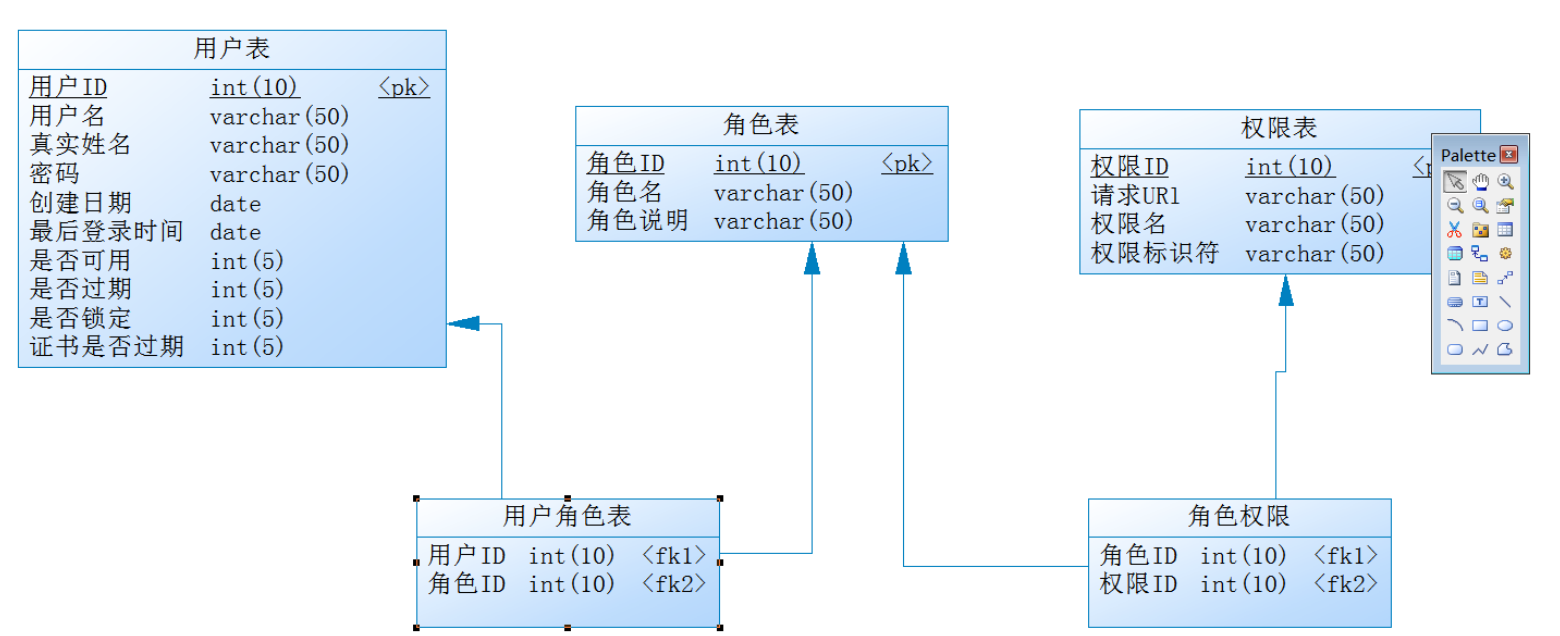 用户表
用户ID int(10) <pk>
用户名 varchar(50)
真实姓名 varchar(50)
密码 varchar(50)
创建日期 date
最后登录时间 date
是否可用 int(5)
是否过期 int(5)
是否锁定 int(5)
证书是否过期 int(5)
角色表
角色ID int(10) <pk>
角色名 varchar(50)
角色说明 varchar(50)
权限表
权限ID int(10)
请求URl varchar(50)
权限名 varchar(50)
权限标识符 varchar(50)
Palette
用户角色表
用户ID int(10) <fk1>
角色ID int(10) <fk2>
角色权限
角色ID int(10) <fk1>
权限ID int(10) <fk2>